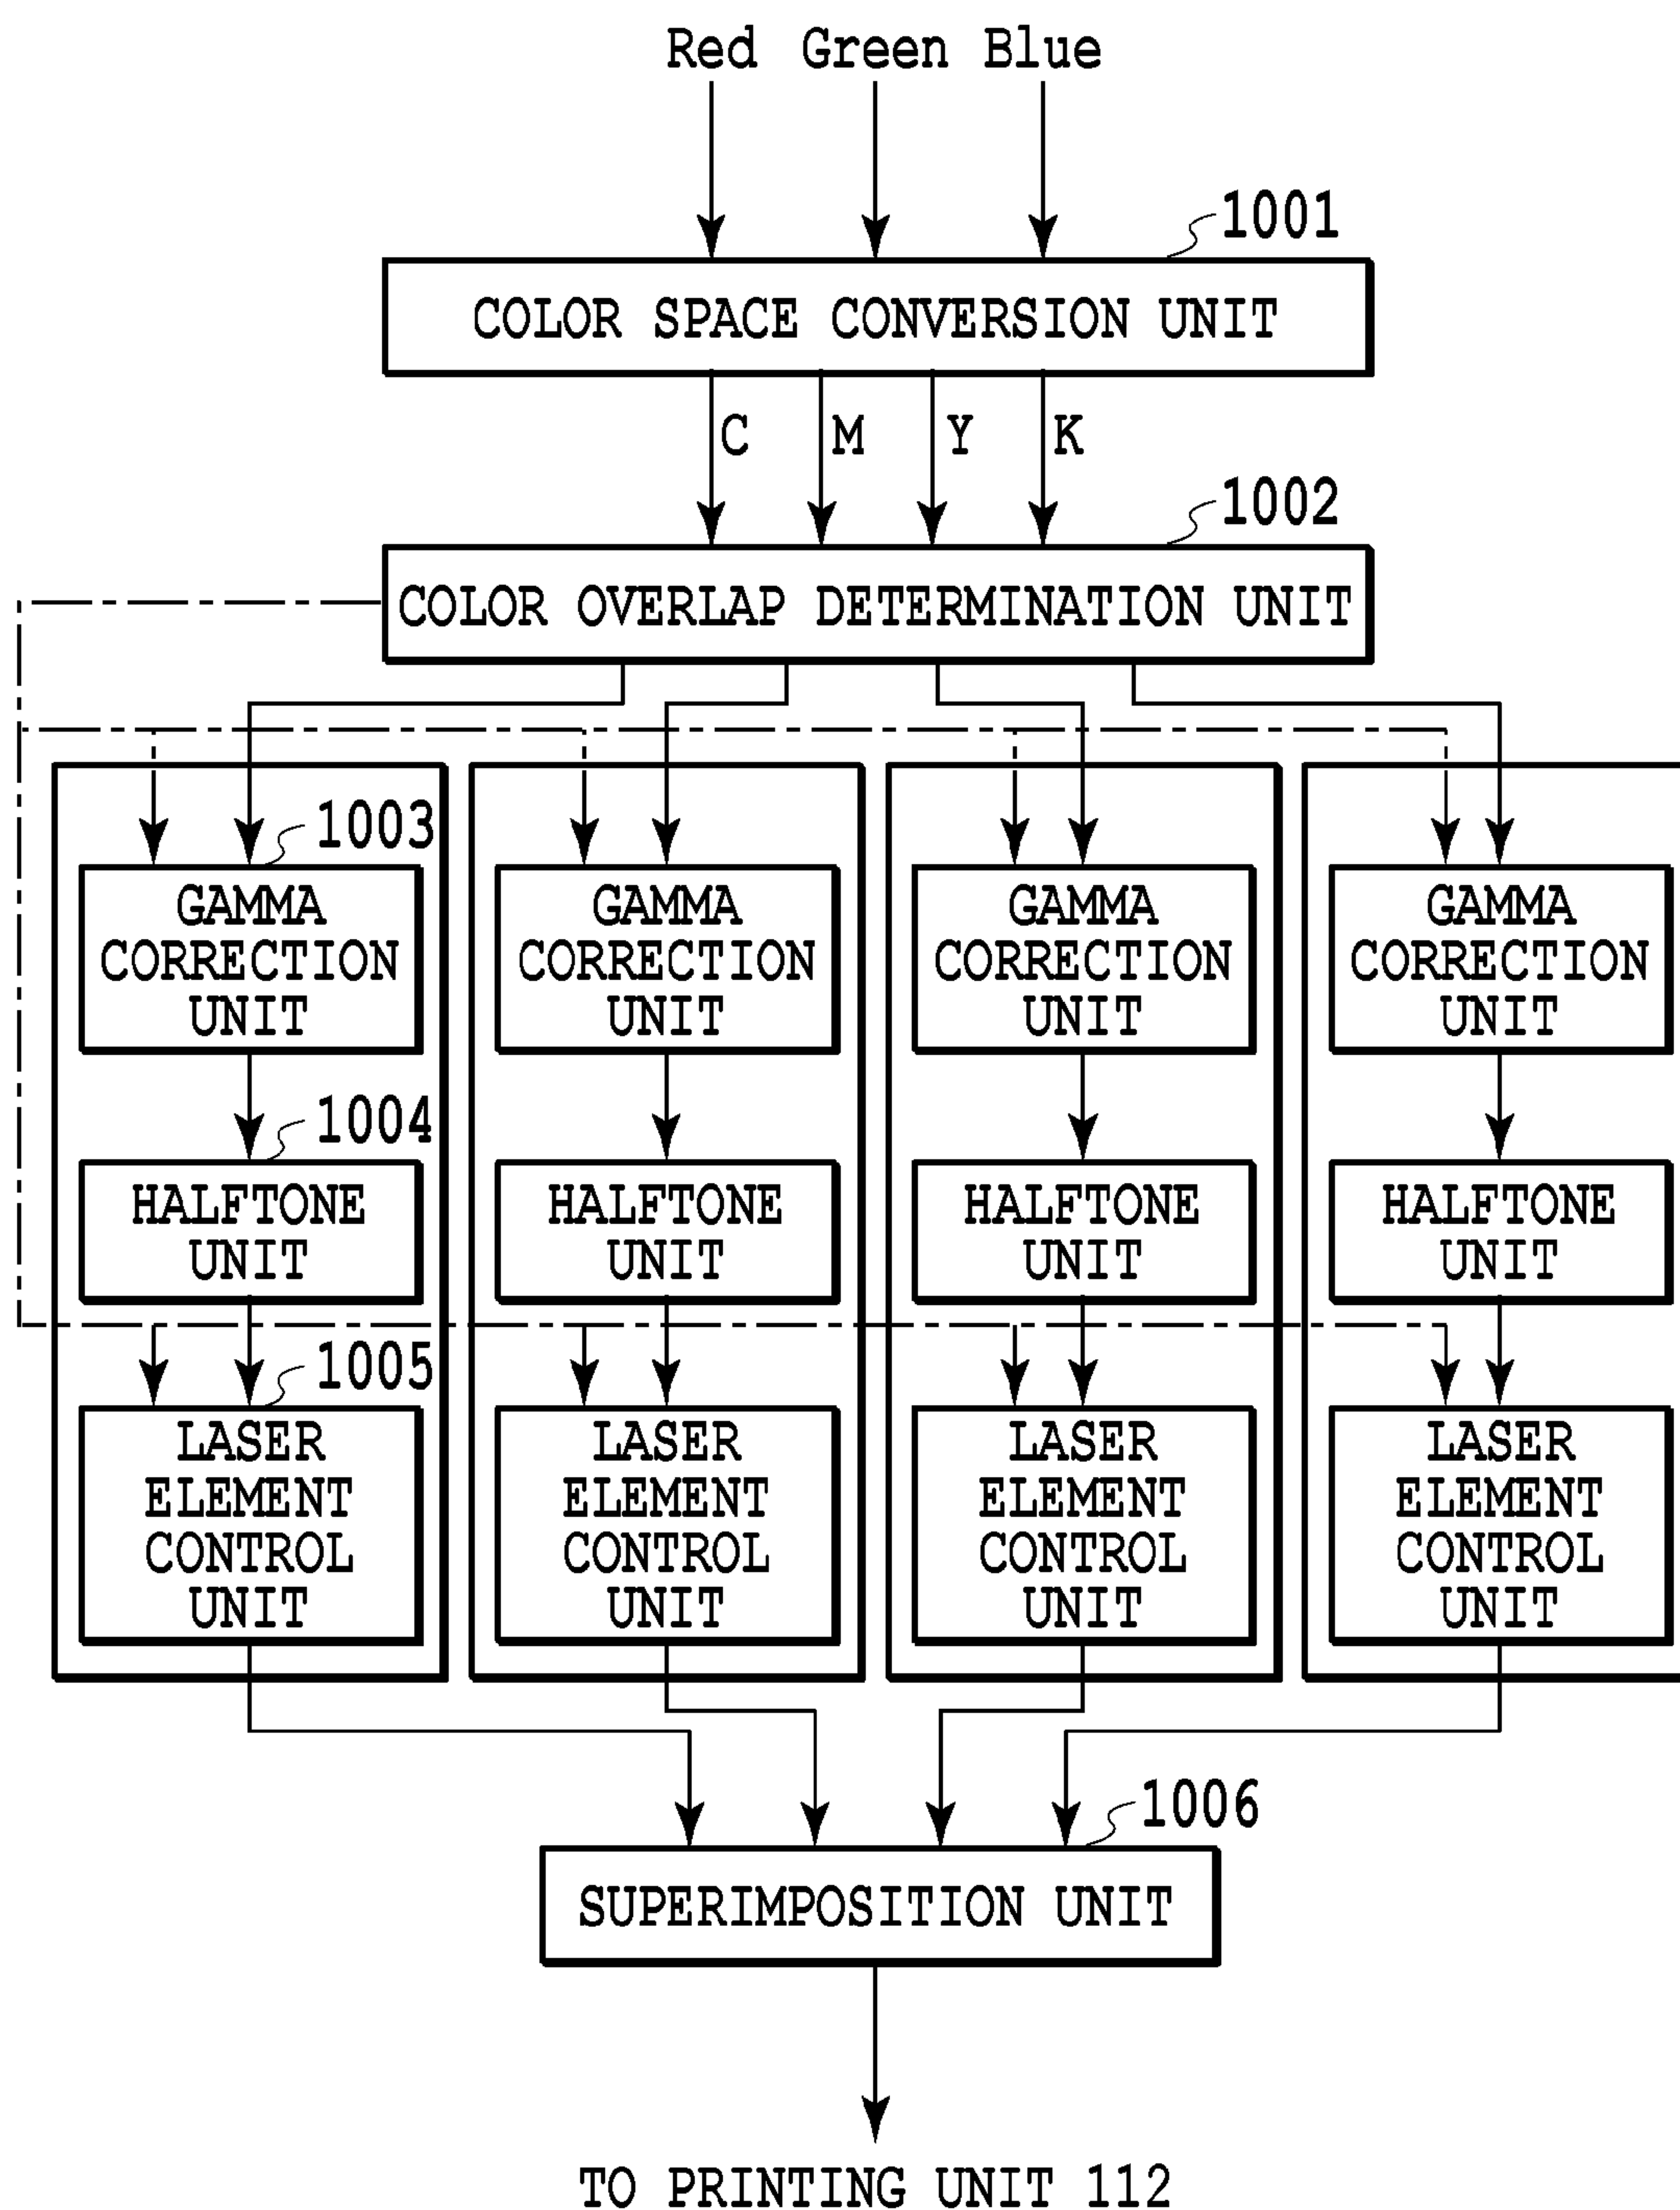 Red Green Blue
1001
COLOR SPACE CONVERSION UNIT
C M Y K
1002
COLOR OVERLAP DETERMINATION UNIT
1003
GAMMA
CORRECTION
UNIT
GAMMA
CORRECTION
UNIT
GAMMA
CORRECTION
UNIT
GAMMA
CORRECTION
UNIT
1004
HALFTONE
UNIT
HALFTONE
UNIT
HALFTONE
UNIT
HALFTONE
UNIT
1005
LASER
ELEMENT
CONTROL
UNIT
LASER
ELEMENT
CONTROL
UNIT
LASER
ELEMENT
CONTROL
UNIT
LASER
ELEMENT
CONTROL
UNIT
1006
SUPERIMPOSITION UNIT
TO PRINTING UNIT 112